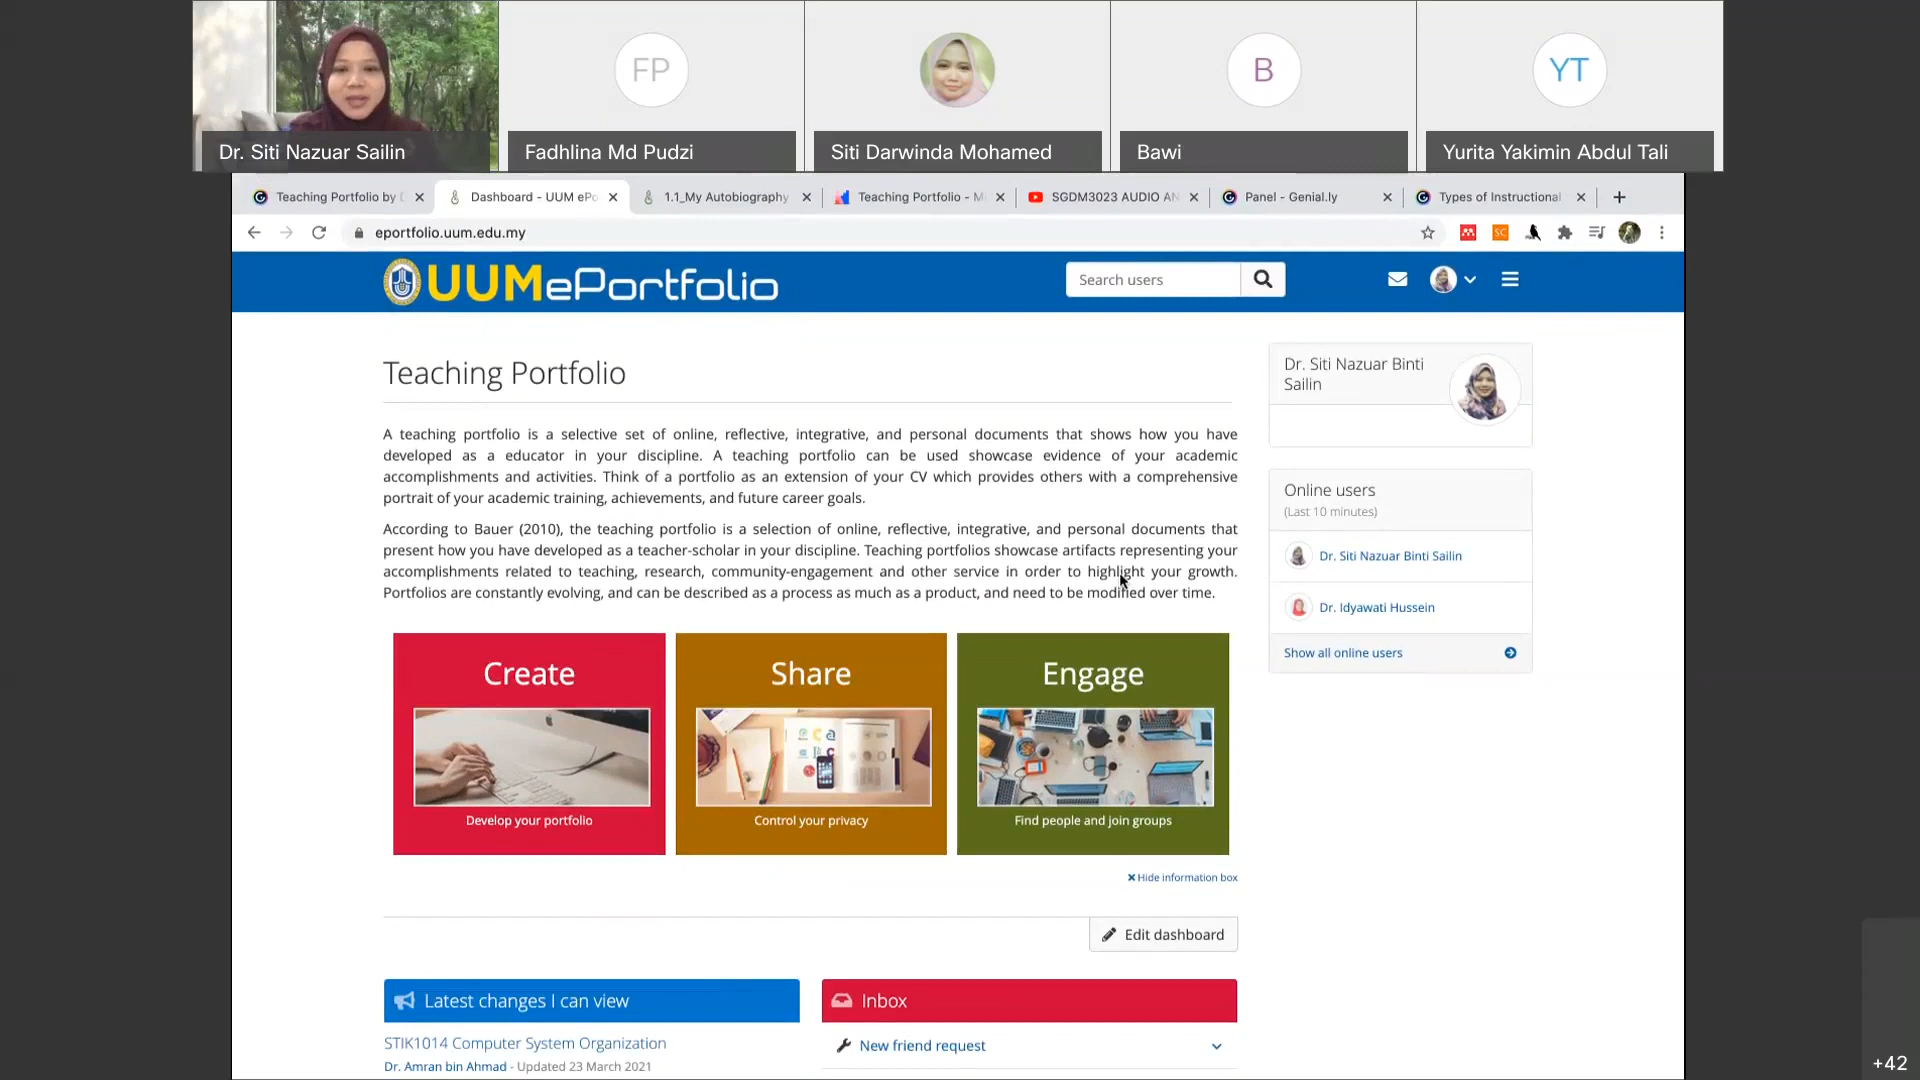 FP
B
YT
Dr. Siti Nazuar Sailin
Fadhlina Md Pudzi
Siti Darwinda Mohamed
Bawi
Yurita Yakimin Abdul Tali
Teaching Portfolio by D
Dashboard - UUM ePo
1.1_My Autobiography
Teaching Portfolio - M
SGDM3023 AUDIO AN
Panel - Genial.ly
Types of Instructional
eportfolio.uum.edu.my
SC
UUMePortfolio
Search users
Teaching Portfolio
A teaching portfolio is a selective set of online, reflective, integrative, and personal documents that shows how you have
developed as a educator in your discipline. A teaching portfolio can be used showcase evidence of your academic
accomplishments and activities. Think of a portfolio as an extension of your CV which provides others with a comprehensive
portrait of your academic training, achievements, and future career goals.
According to Bauer (2010), the teaching portfolio is a selection of online, reflective, integrative, and personal documents that
present how you have developed as a teacher-scholar in your discipline. Teaching portfolios showcase artifacts representing your
accomplishments related to teaching, research, community-engagement and other service in order to highlight your growth.
Portfolios are constantly evolving, and can be described as a process as much as a product, and need to be modified over time.
Create
Develop your portfolio
Share
Control your privacy
Engage
Find people and join groups
Hide information box
Edit dashboard
Latest changes I can view
STIK1014 Computer System Organization
Dr. Amran bin Ahmad - Updated 23 March 2021
Inbox
New friend request
Dr. Siti Nazuar Binti
Sailin
Online users
(Last 10 minutes)
Dr. Siti Nazuar Binti Sailin
Dr. Idyawati Hussein
Show all online users
+42